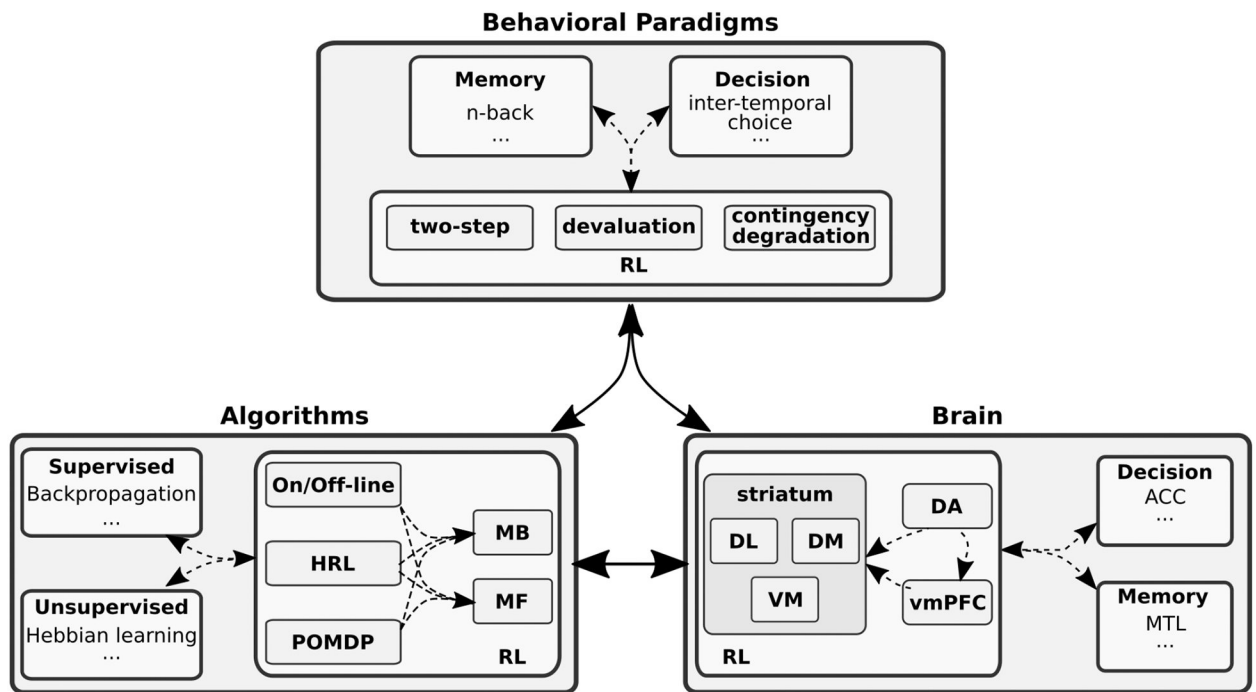 Behavioral Paradigms
Memory
n-back
...
Decision
inter-temporal
choice
...
two-step
devaluation
contingency
degradation
RL
Algorithms
Supervised
Backpropagation
...
Unsupervised
Hebbian learning
...
On/Off-line
HRL
POMDP
MB
MF
RL
Brain
striatum
DL
DM
VM
DA
vmPFC
RL
Decision
ACC
...
Memory
MTL
...